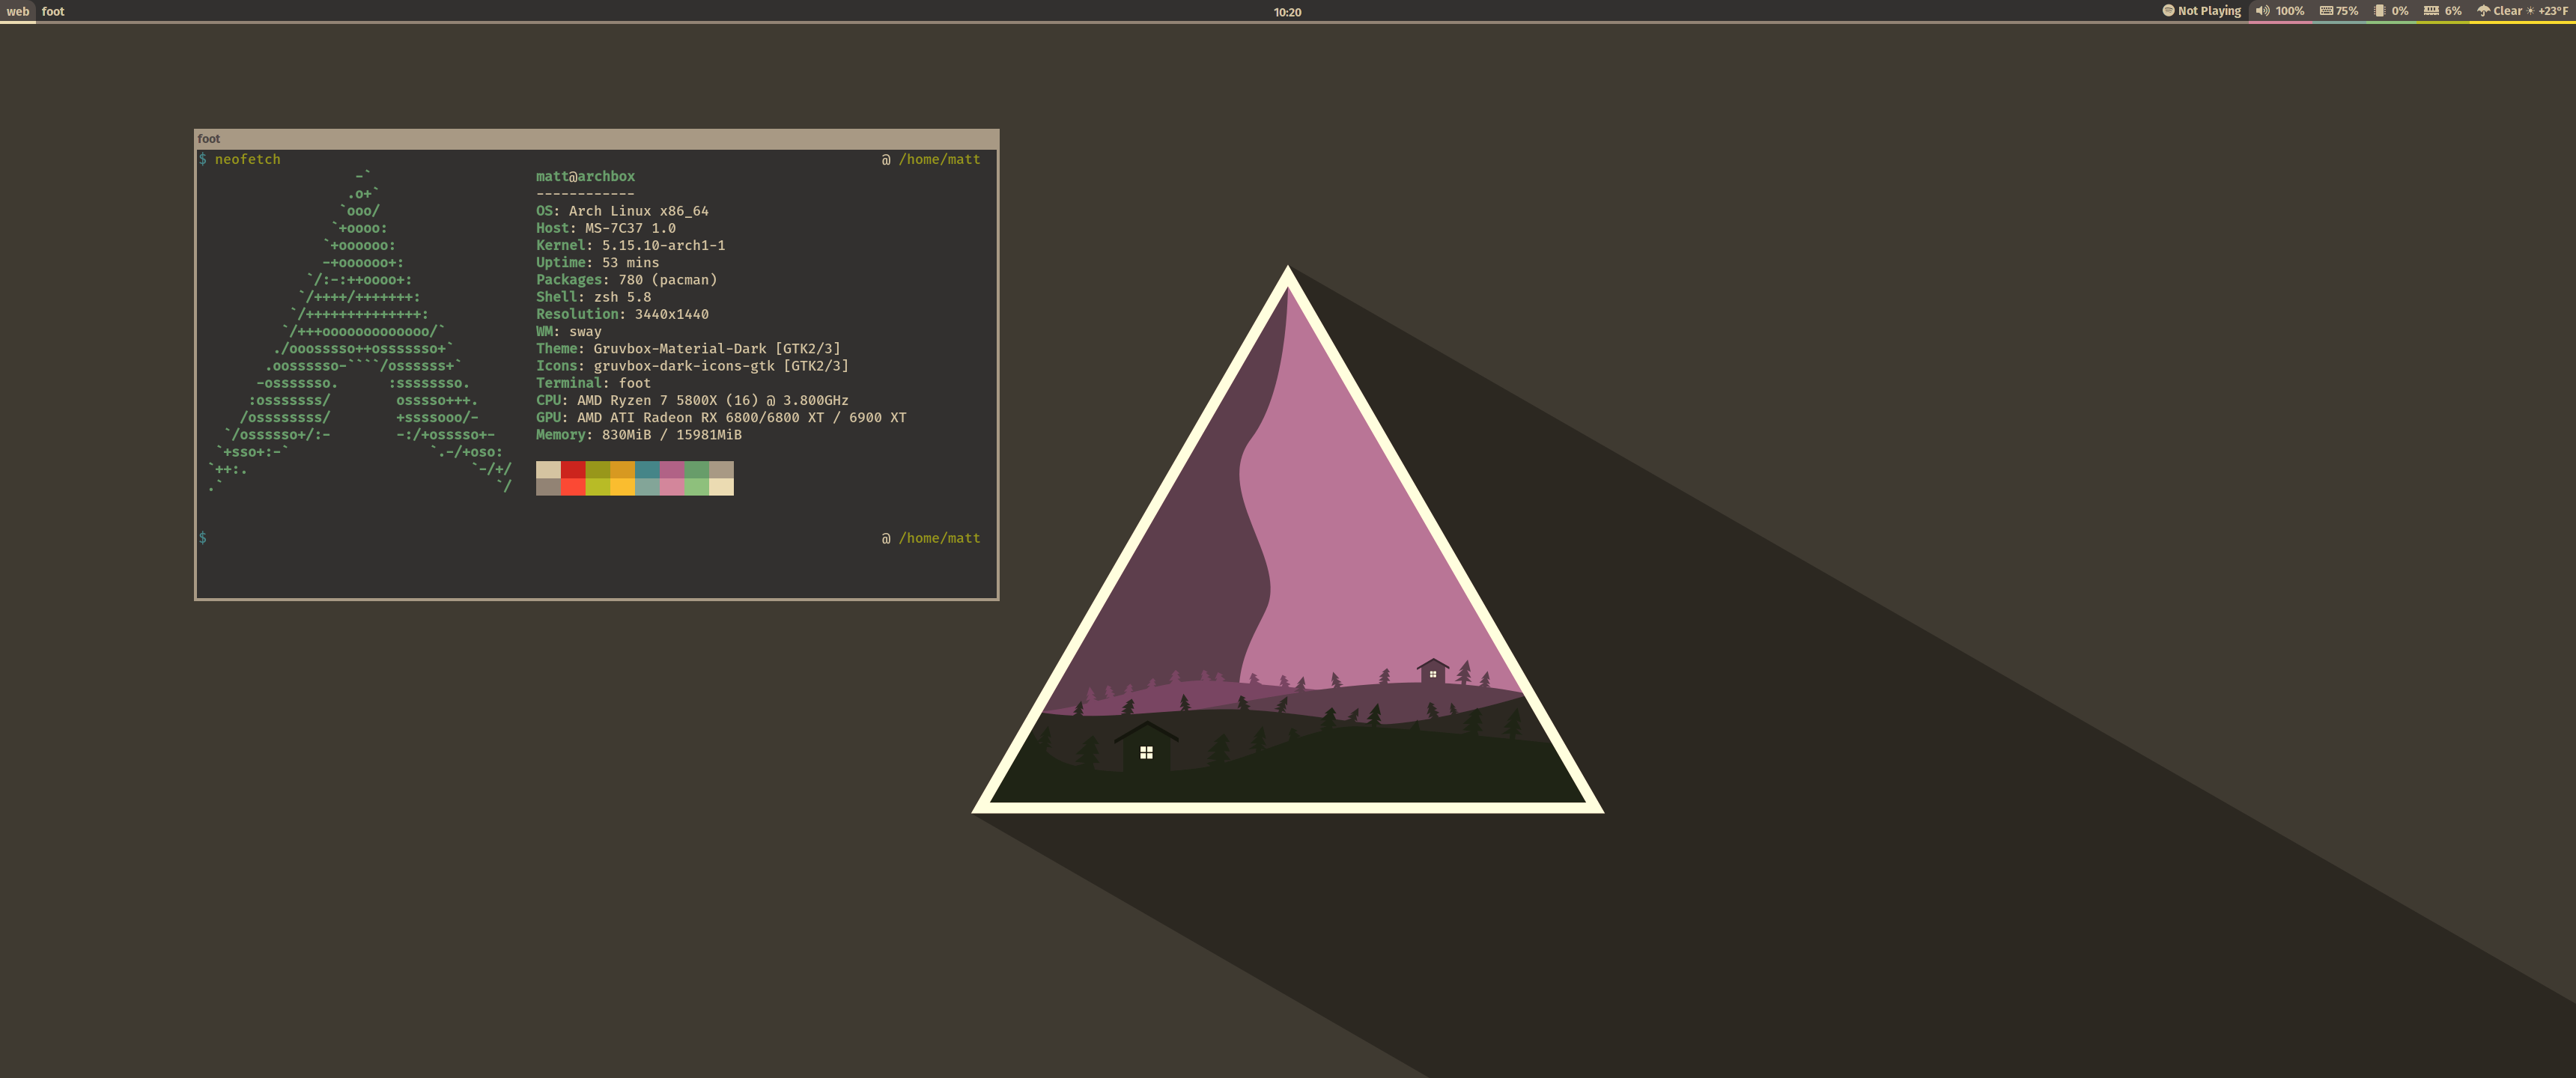 web foot 10:20 Not Playing 100% 75% 0% 6% Clear ☀ +23°F
foot
$ neofetch @ /home/matt
-` matt@archbox
.o+` ------------
`ooo/ OS: Arch Linux x86_64
`+oooo: Host: MS-7C37 1.0
`+oooooo: Kernel: 5.15.10-arch1-1
-+oooooo+: Uptime: 53 mins
`/:-:++oooo+: Packages: 780 (pacman)
`/++++/+++++++: Shell: zsh 5.8
`/++++++++++++++: Resolution: 3440x1440
`/+++ooooooooooooo/` WM: sway
./ooosssso++osssssso+` Theme: Gruvbox-Material-Dark [GTK2/3]
.oossssso-````/ossssss+` Icons: gruvbox-dark-icons-gtk [GTK2/3]
-osssssso. :ssssssso. Terminal: foot
:osssssss/ osssso+++. CPU: AMD Ryzen 7 5800X (16) @ 3.800GHz
/ossssssss/ +ssssooo/- GPU: AMD ATI Radeon RX 6800/6800 XT / 6900 XT
`/ossssso+/:- -:/+osssso+- Memory: 830MiB / 15981MiB
`+sso+:-` `.-/+oso:
`++:. `-/+/
.` `/
$ @ /home/matt